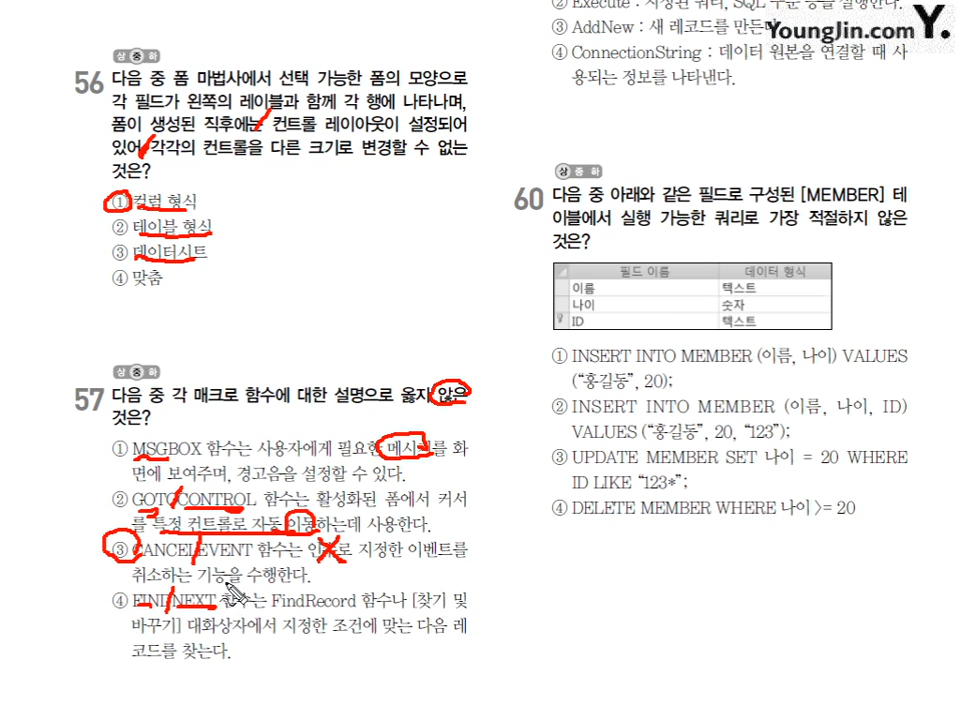 상 중 하
56 다음 중 폼 마법사에서 선택 가능한 폼의 모양으로
각 필드가 왼쪽의 레이블과 함께 각 행에 나타나며,
폼이 생성된 직후에는 컨트롤 레이아웃이 설정되어
있어 각각의 컨트롤을 다른 크기로 변경할 수 없는
것은?
① 컬럼 형식
② 테이블 형식
③ 데이터시트
④ 맞춤
상 중 하
57 다음 중 각 매크로 함수에 대한 설명으로 옳지 않은
것은?
① MSGBOX 함수는 사용자에게 필요한 메시지를 화
면에 보여주며, 경고음을 설정할 수 있다.
② GOTOCONTROL 함수는 활성화된 폼에서 커서
를 특정 컨트롤로 자동 이동하는데 사용한다.
③ CANCELEVENT 함수는 인수로 지정한 이벤트를
취소하는 기능을 수행한다.
④ FINDNEXT 함수는 FindRecord 함수나 [찾기 및
바꾸기] 대화상자에서 지정한 조건에 맞는 다음 레
코드를 찾는다.
② Execute : 지정된 쿼리, SQL 구문 등을 실행한다.
③ AddNew : 새 레코드를 만든다
YoungJin.com Y.
④ ConnectionString : 데이터 원본을 연결할 때 사
용되는 정보를 나타낸다.
상 중 하
60 다음 중 아래와 같은 필드로 구성된 [MEMBER] 테
이블에서 실행 가능한 쿼리로 가장 적절하지 않은
것은?
필드 이름 데이터 형식
이름 텍스트
나이 숫자
ID 텍스트
① INSERT INTO MEMBER (이름, 나이) VALUES
(“홍길동”, 20);
② INSERT INTO MEMBER (이름, 나이, ID)
VALUES (“홍길동”, 20, “123”);
③ UPDATE MEMBER SET 나이 = 20 WHERE
ID LIKE “123*”;
④ DELETE MEMBER WHERE 나이 >= 20